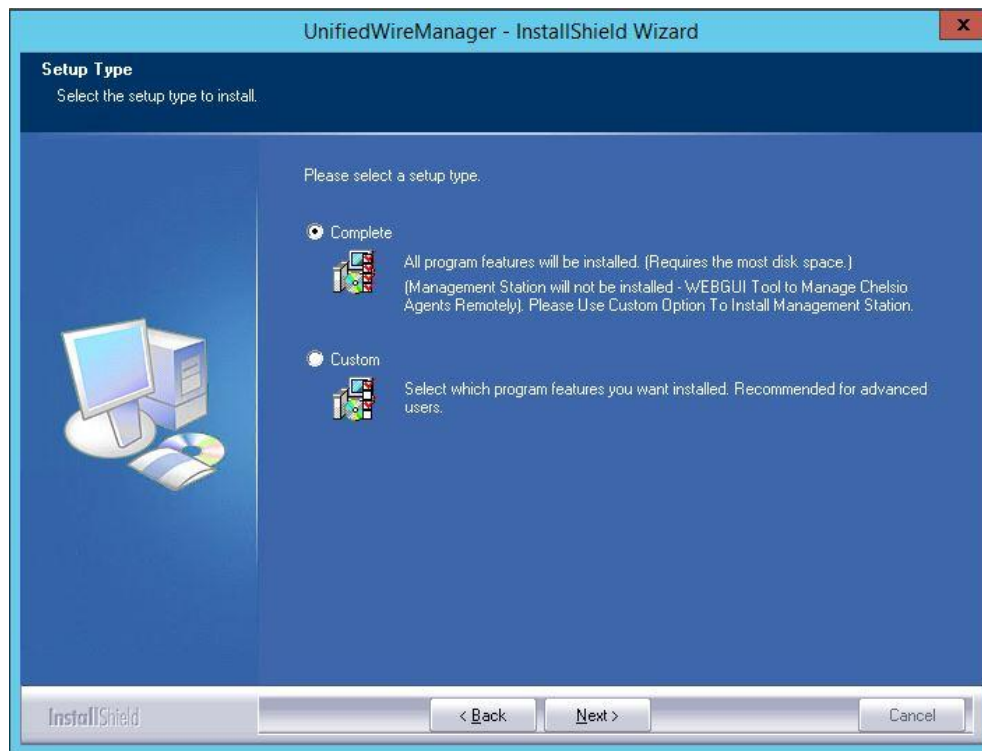 UnifiedWireManager - InstallShield Wizard
x
Setup Type
Select the setup type to install.
Please select a setup type.
Complete
All program features will be installed. (Requires the most disk space.)
(Management Station will not be installed - WEBGUI Tool to Manage Chelsio
Agents Remotely). Please Use Custom Option To Install Management Station.
Custom
Select which program features you want installed. Recommended for advanced
users.
InstallShield
< Back
Next >
Cancel